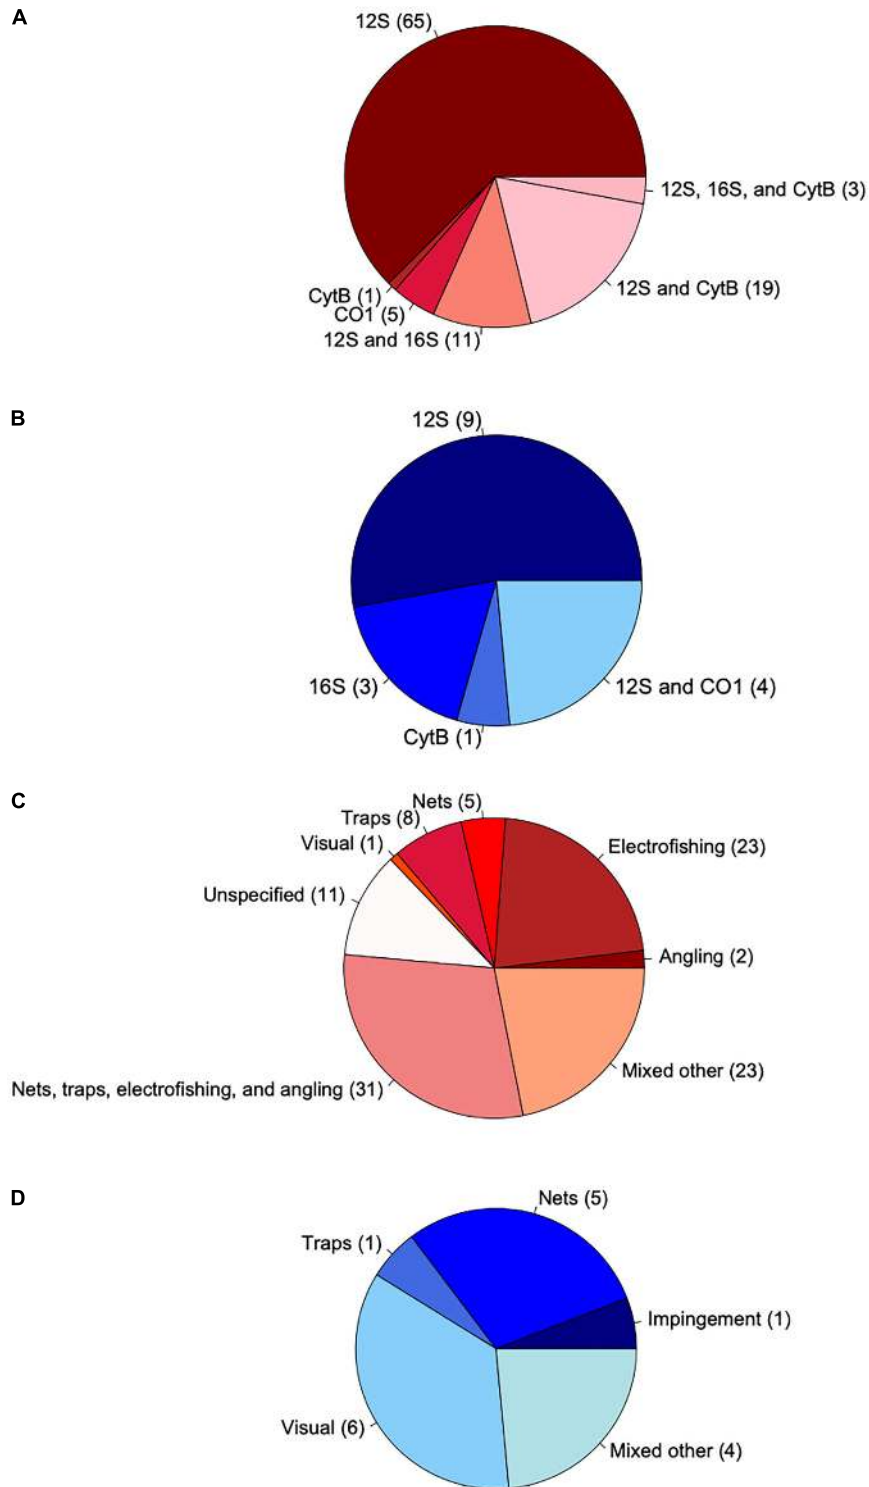 A
12S (65)
12S, 16S, and CytB (3)
12S and CytB (19)
CytB (1)
CO1 (5)
12S and 16S (11)
B
12S (9)
16S (3)
12S and CO1 (4)
CytB (1)
C
Nets (5)
Traps (8)
Visual (1)
Electrofishing (23)
Unspecified (11)
Angling (2)
Mixed other (23)
Nets, traps, electrofishing, and angling (31)
D
Nets (5)
Traps (1)
Impingement (1)
Visual (6)
Mixed other (4)